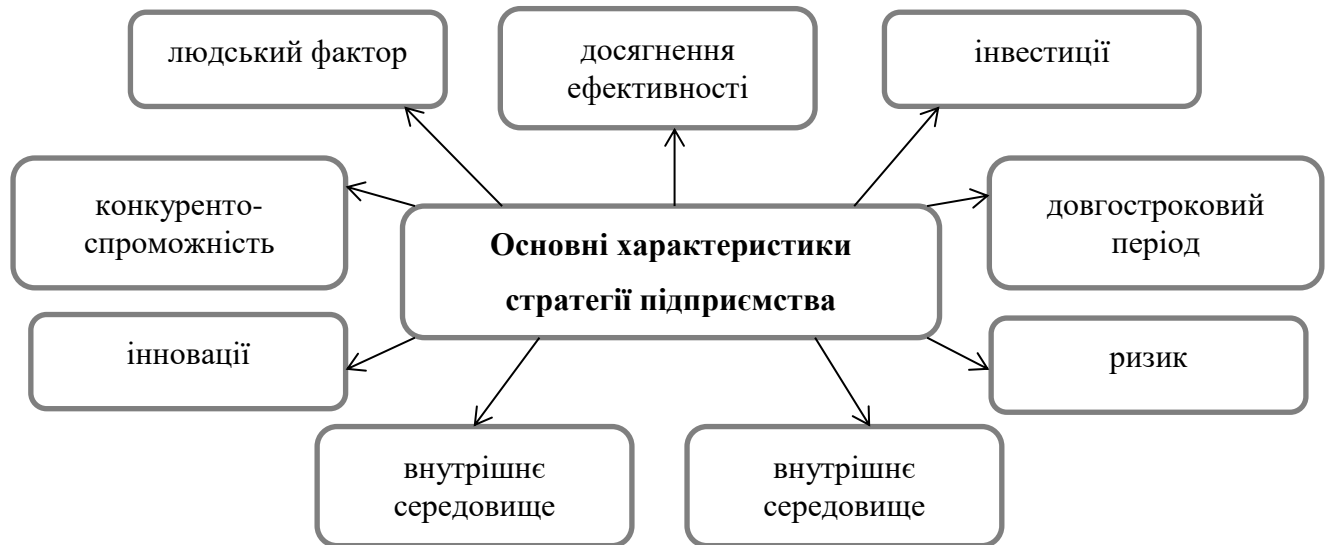 людський фактор
досягнення
ефективності
інвестиції
конкуренто-
спроможність
Основні характеристики
стратегії підприємства
довгостроковий
період
інновації
ризик
внутрішнє
середовище
внутрішнє
середовище